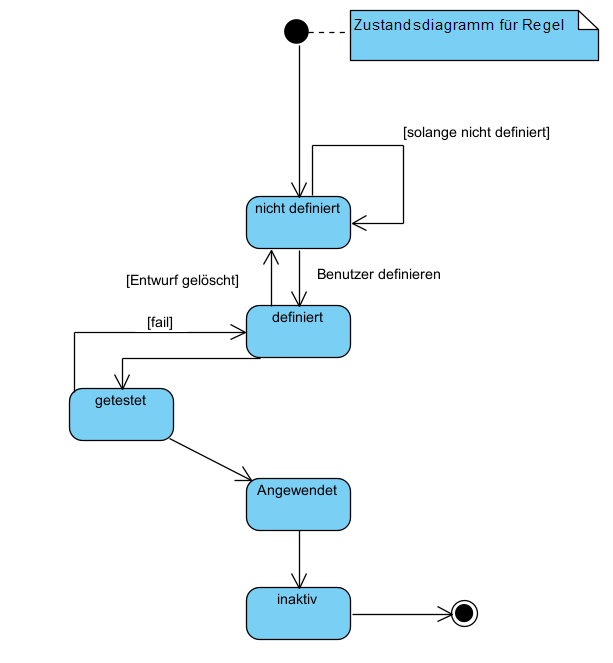 Zustandsdiagramm für Regel
[solange nicht definiert]
nicht definiert
[Entwurf gelöscht]
Benutzer definieren
definiert
[fail]
getestet
Angewendet
inaktiv